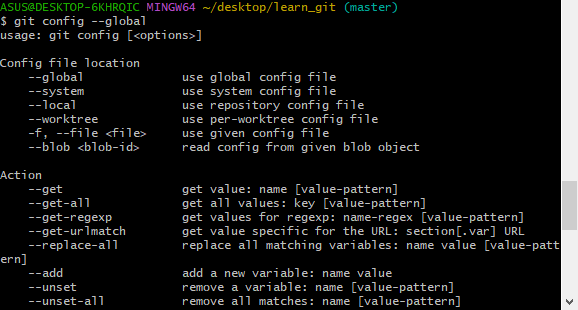 ASUS@DESKTOP-6KHRQIC MINGW64 ~/desktop/learn_git (master)
$ git config --global
usage: git config [<options>]

Config file location
    --global              use global config file
    --system              use system config file
    --local               use repository config file
    --worktree            use per-worktree config file
    -f, --file <file>     use given config file
    --blob <blob-id>      read config from given blob object

Action
    --get                 get value: name [value-pattern]
    --get-all             get all values: key [value-pattern]
    --get-regexp          get values for regexp: name-regex [value-pattern]
    --get-urlmatch        get value specific for the URL: section[.var] URL
    --replace-all         replace all matching variables: name value [value-patt
ern]
    --add                 add a new variable: name value
    --unset               remove a variable: name [value-pattern]
    --unset-all           remove all matches: name [value-pattern]